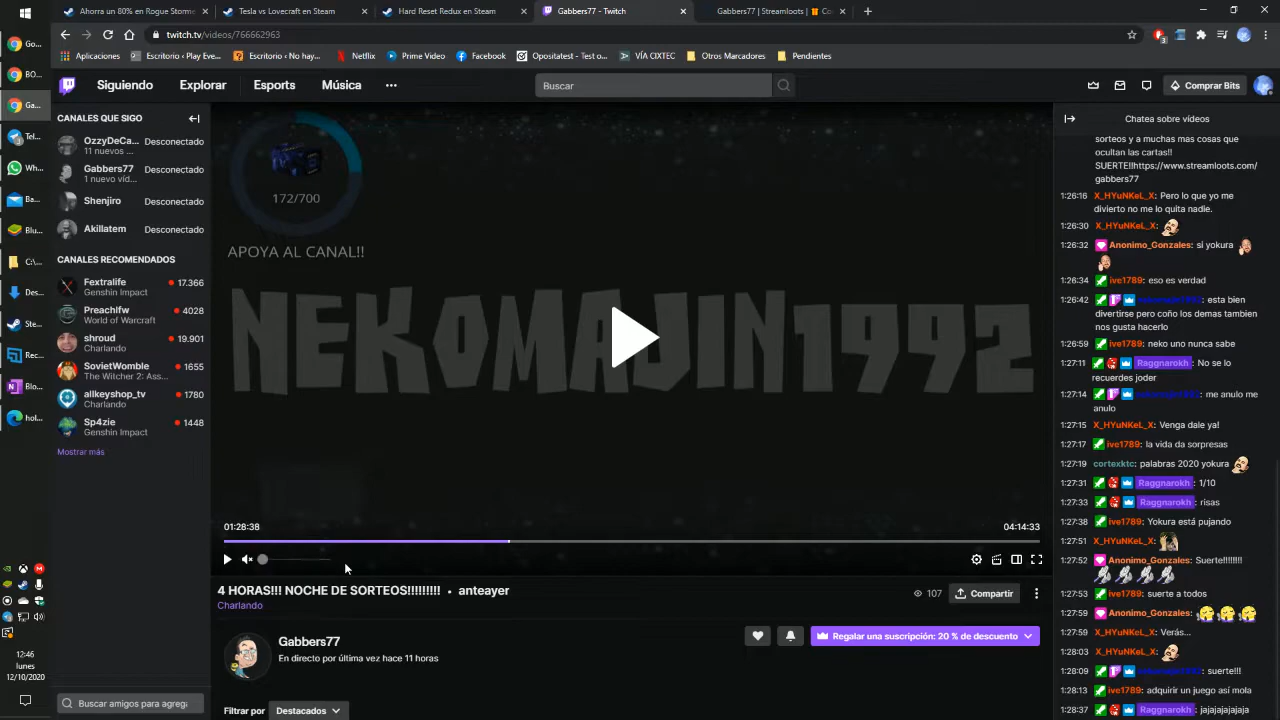 Ahorra un 80% en Rogue Stormer
Tesla vs Lovecraft en Steam
Hard Reset Redux en Steam
Gabbers77 - Twitch
Gabbers77 | Streamloots |
twitch.tv/videos/766662963
Aplicaciones
Escritorio ‹ Play Eve...
Escritorio ‹ No hay...
Netflix
Prime Video
Facebook
Opositatest - Test o...
VÍA CIXTEC
Otros Marcadores
Pendientes
Siguiendo
Explorar
Esports
Música
Buscar
Comprar Bits
CANALES QUE SIGO
OzzyDeCa...
11 nuevos ...
Desconectado
Gabbers77
1 nuevo víd...
Desconectado
Shenjiro
Desconectado
Akillatem
Desconectado
CANALES RECOMENDADOS
Fextralife
Genshin Impact
17.366
Preachlfw
World of Warcraft
4028
shroud
Charlando
19.901
SovietWomble
The Witcher 2: Ass...
1655
allkeyshop_tv
Charlando
1780
Sp4zie
Genshin Impact
1448
Mostrar más
Buscar amigos para agrega
Go...
BO...
Ga...
Tel...
Wh...
Ba...
Blu...
C:\...
Des...
Ste...
Rec...
Blo...
hol...
12:46
lunes
12/10/2020
172/700
APOYA AL CANAL!!
NEKOMAJIN1992
01:28:38
04:14:33
4 HORAS!!! NOCHE DE SORTEOS!!!!!!!!! • anteayer
Charlando
107
Compartir
Gabbers77
En directo por última vez hace 11 horas
Regalar una suscripción: 20 % de descuento
Filtrar por
Destacados
Chatea sobre vídeos
sorteos y a muchas mas cosas que
ocultan las cartas!!
SUERTE!!https://www.streamloots.com/
gabbers77
1:26:16 X_HYuNKeL_X: Pero lo que yo me
divierto no me lo quita nadie.
1:26:30 X_HYuNKeL_X:
1:26:32 Anonimo_Gonzales: si yokura
1:26:34 ive1789: eso es verdad
1:26:42 : esta bien
divertirse pero coño los demas tambien
nos gusta hacerlo
1:26:59 ive1789: neko uno nunca sabe
1:27:11 Raggnarokh: No se lo
recuerdes joder
1:27:14 : me anulo me
anulo
1:27:15 X_HYuNKeL_X: Venga dale ya!
1:27:17 ive1789: la vida da sorpresas
1:27:19 cortexktc: palabras 2020 yokura
1:27:31 Raggnarokh: 1/10
1:27:33 Raggnarokh: risas
1:27:38 ive1789: Yokura está pujando
1:27:51 X_HYuNKeL_X:
1:27:52 Anonimo_Gonzales: Suerte!!!!!!!!
1:27:53 ive1789: suerte a todos
1:27:59 Anonimo_Gonzales:
1:27:59 X_HYuNKeL_X: Verás...
1:28:03 X_HYuNKeL_X:
1:28:09 : suerte!!!
1:28:13 ive1789: adquirir un juego así mola
1:28:37 Raggnarokh: jajajajajajaja